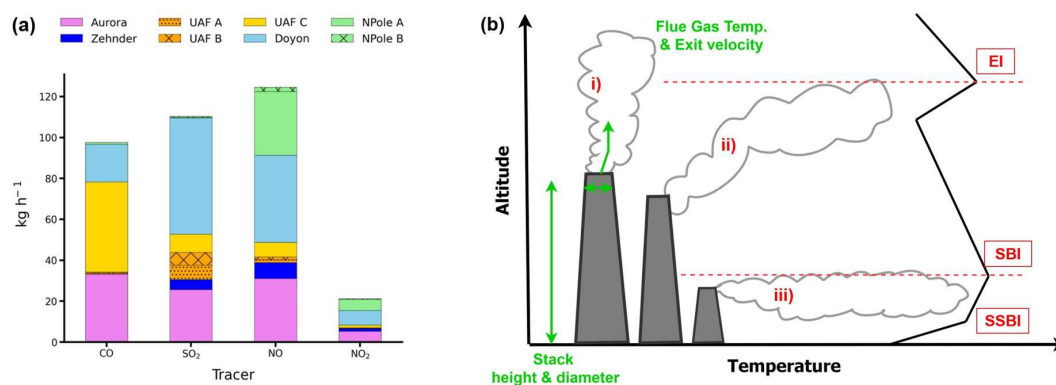 (a)
Aurora
Zehnder
UAF A
UAF B
UAF C
Doyon
NPole A
NPole B
kg h⁻¹
120
100
80
60
40
20
0
CO
SO₂
NO
NO₂
Tracer
(b)
Flue Gas Temp.
& Exit velocity
i)
EI
ii)
Altitude
SBI
iii)
SSBI
Stack
height & diameter
Temperature